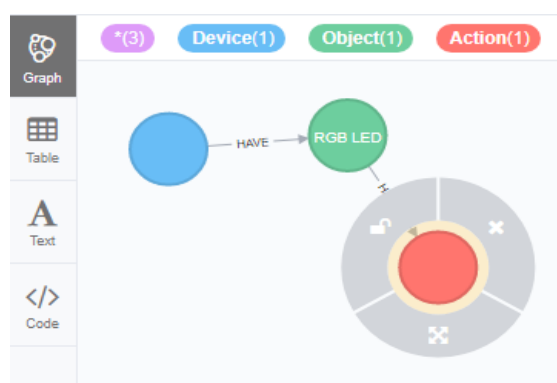 *(3) Device(1) Object(1) Action(1)
Graph
Table
A
Text
</>
Code
HAVE
RGB LED
H